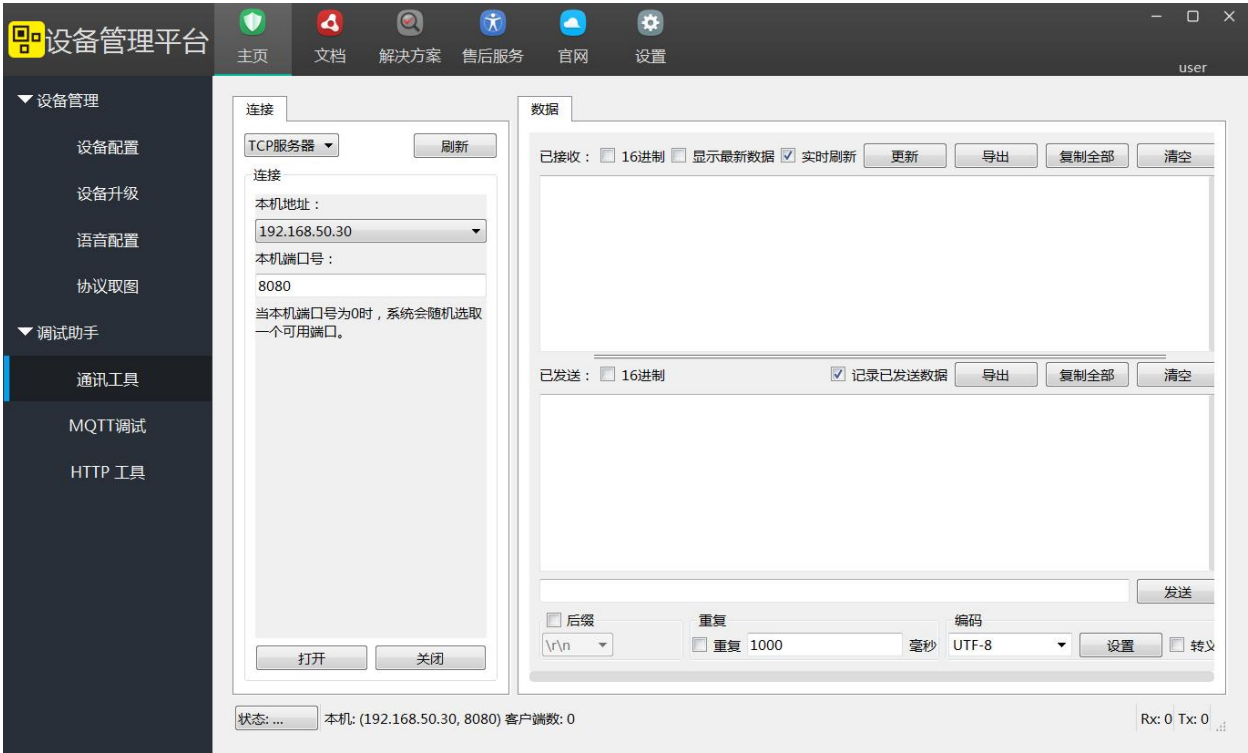 设备管理平台
主页 文档 解决方案 售后服务 官网 设置
user
设备管理
设备配置
设备升级
语音配置
协议取图
调试助手
通讯工具
MQTT调试
HTTP 工具
连接
TCP服务器 刷新
连接
本机地址：
192.168.50.30
本机端口号：
8080
当本机端口号为0时，系统会随机选取
一个可用端口。
打开 关闭
数据
已接收： 16进制 显示最新数据 实时刷新 更新 导出 复制全部 清空
已发送： 16进制 记录已发送数据 导出 复制全部 清空
发送
后缀 重复 编码
\r\n 重复 1000 毫秒 UTF-8 设置 转义
状态: ... 本机: (192.168.50.30, 8080) 客户端数: 0 Rx: 0 Tx: 0